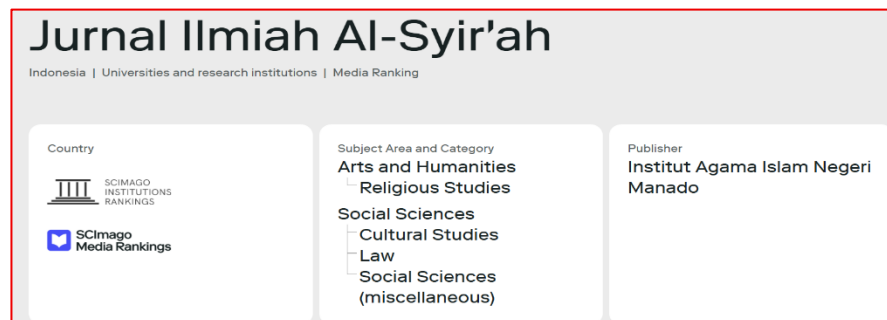 Jurnal Ilmiah Al-Syir'ah
Indonesia | Universities and research institutions | Media Ranking
Country
SCIMAGO
INSTITUTIONS
RANKINGS
SCImago
Media Rankings
Subject Area and Category
Arts and Humanities
Religious Studies
Social Sciences
Cultural Studies
Law
Social Sciences
(miscellaneous)
Publisher
Institut Agama Islam Negeri
Manado